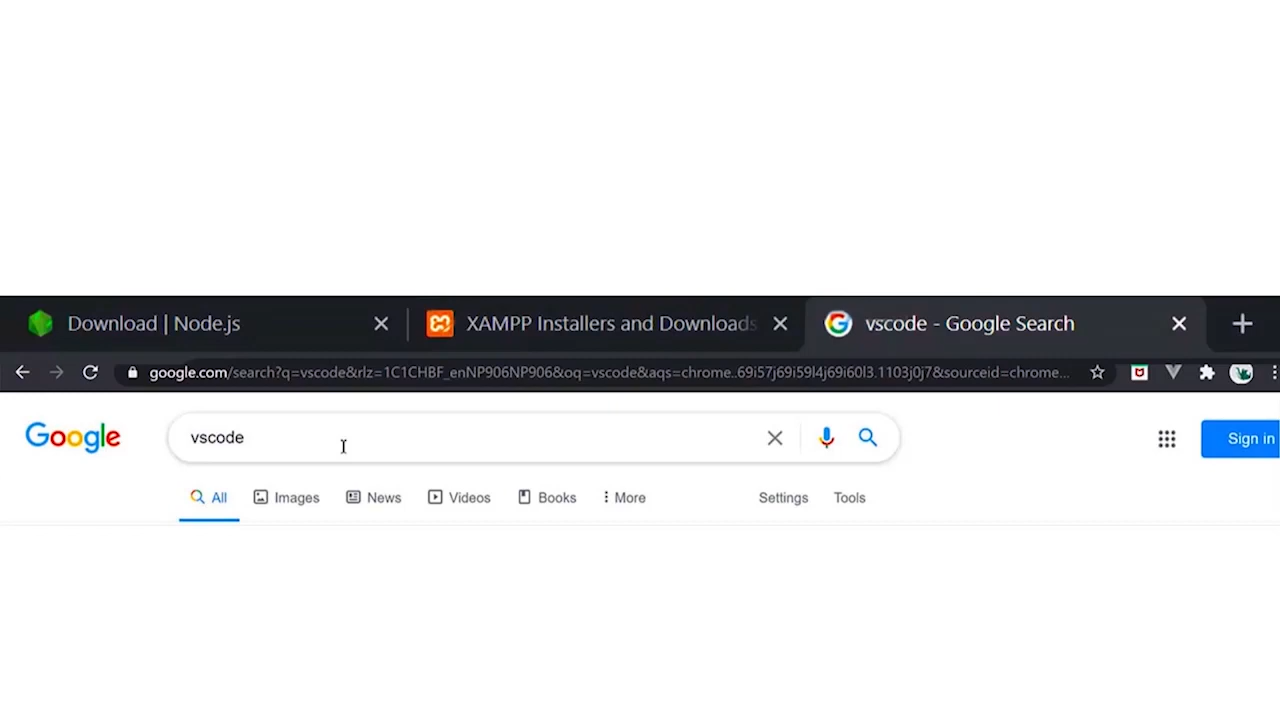 Download | Node.js
XAMPP Installers and Downloads
vscode - Google Search
google.com/search?q=vscode&rlz=1C1CHBF_enNP906NP906&oq=vscode&aqs=chrome..69i57j69i59l4j69i60l3.1103j0j7&sourceid=chrome...
Google
vscode
Sign in
All
Images
News
Videos
Books
More
Settings
Tools